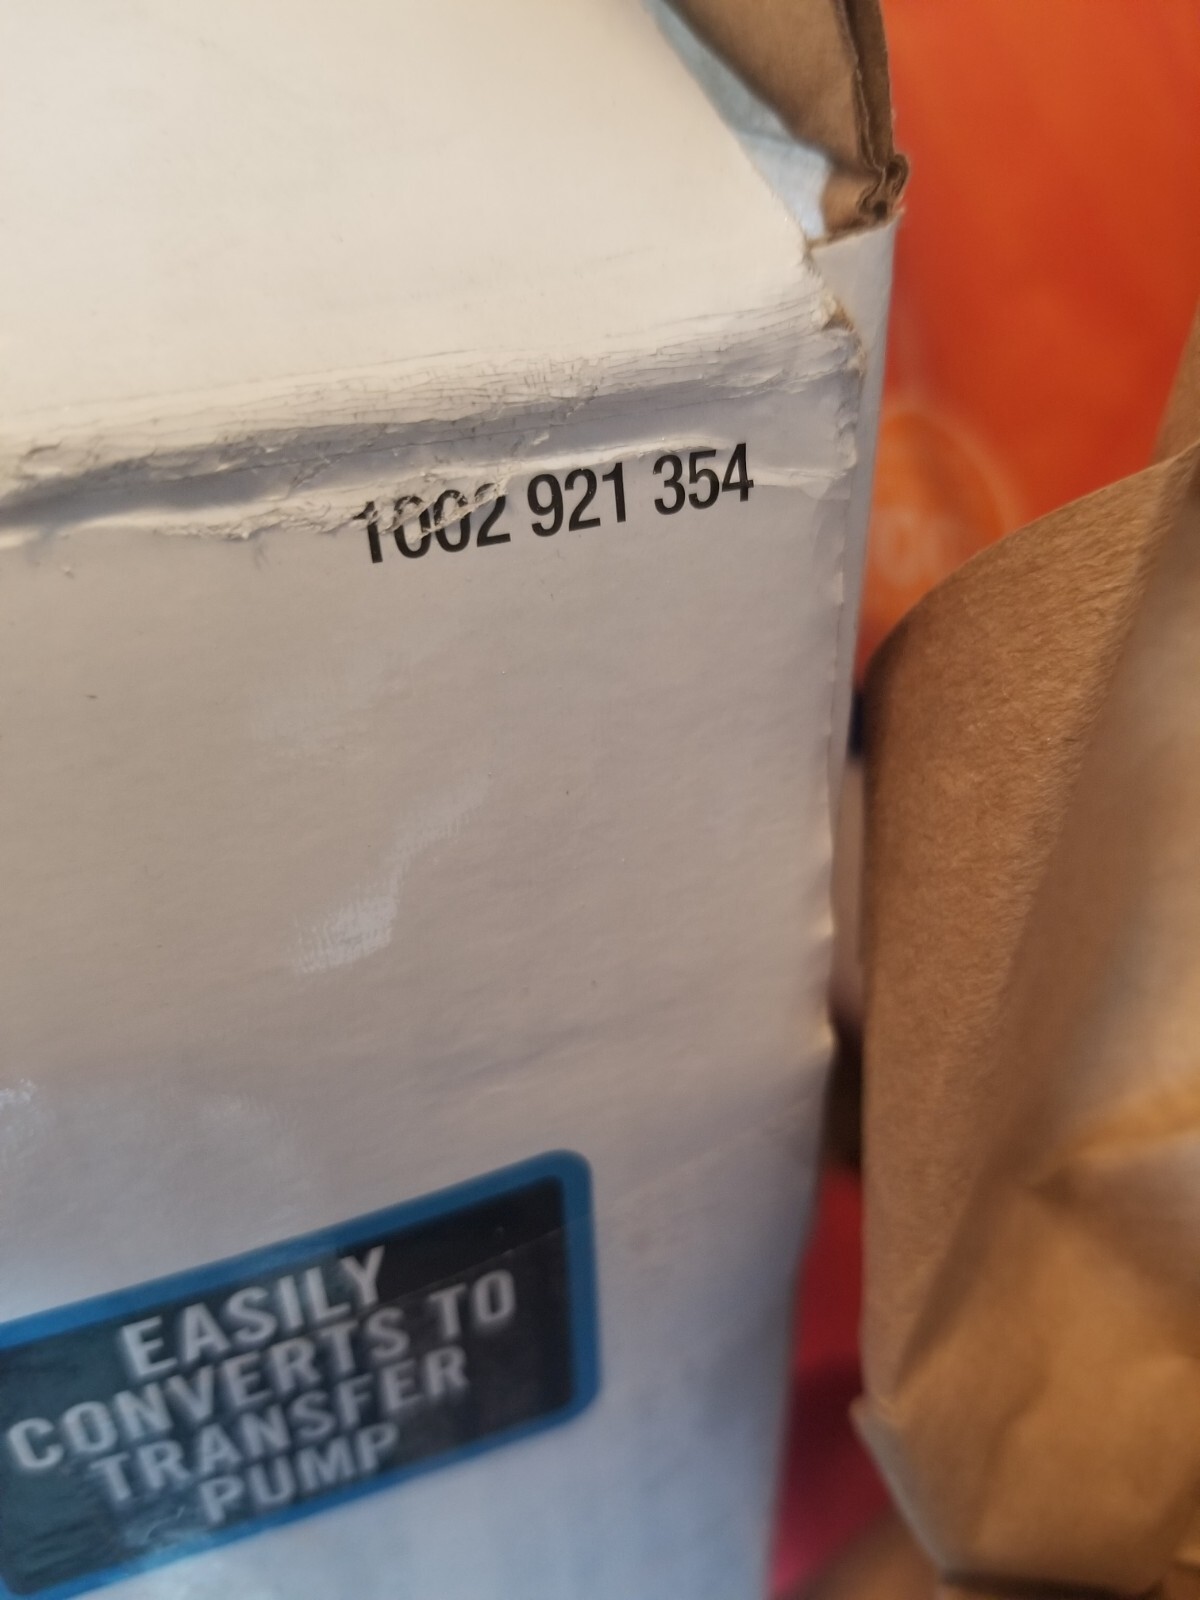 1002 921 354
EASILY
CONVERTS TO
TRANSFER
PUMP